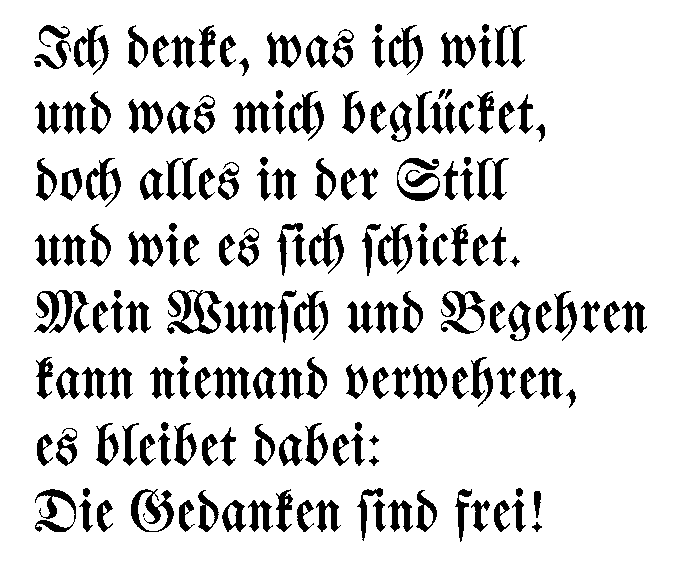 Ich denke, was ich will
und was mich beglücket,
doch alles in der Still
und wie es ſich ſchicket.
Mein Wunſch und Begehren
kann niemand verwehren,
es bleibet dabei:
Die Gedanken ſind frei!